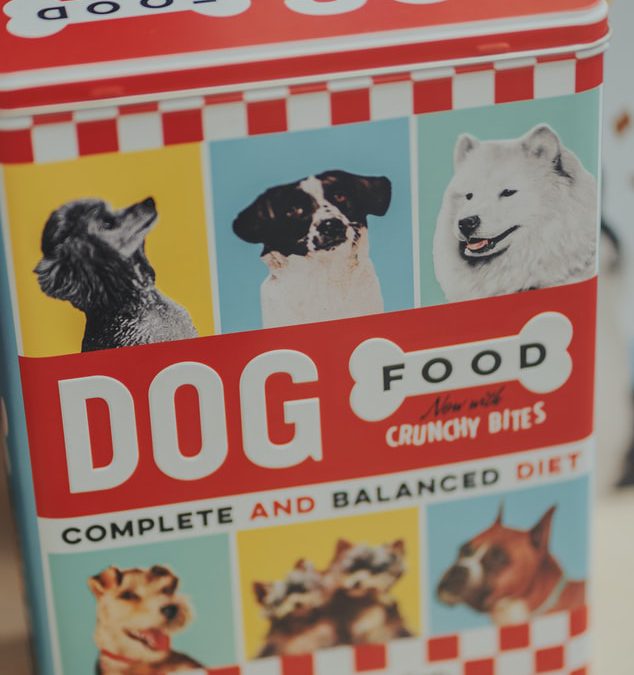 FOOD
DOG
FOOD
Now with
CRUNCHY BITES
COMPLETE AND BALANCED DIET